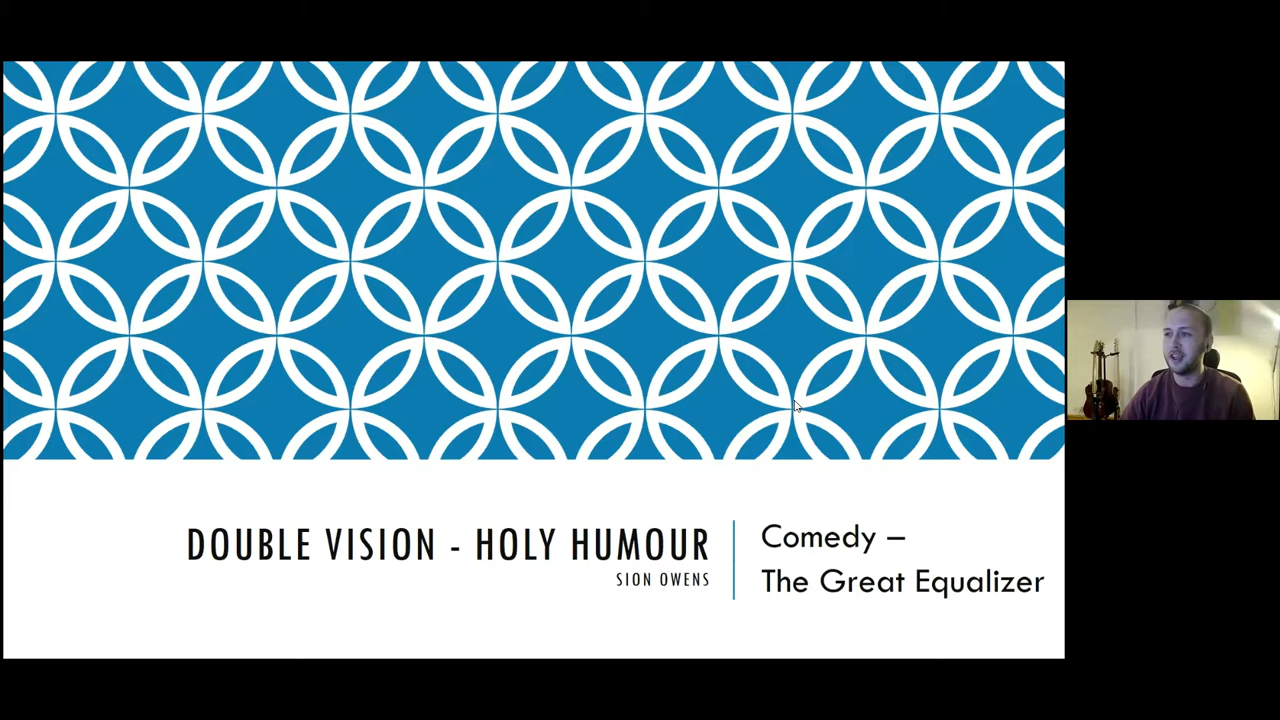 DOUBLE VISION - HOLY HUMOUR
SION OWENS
Comedy –
The Great Equalizer